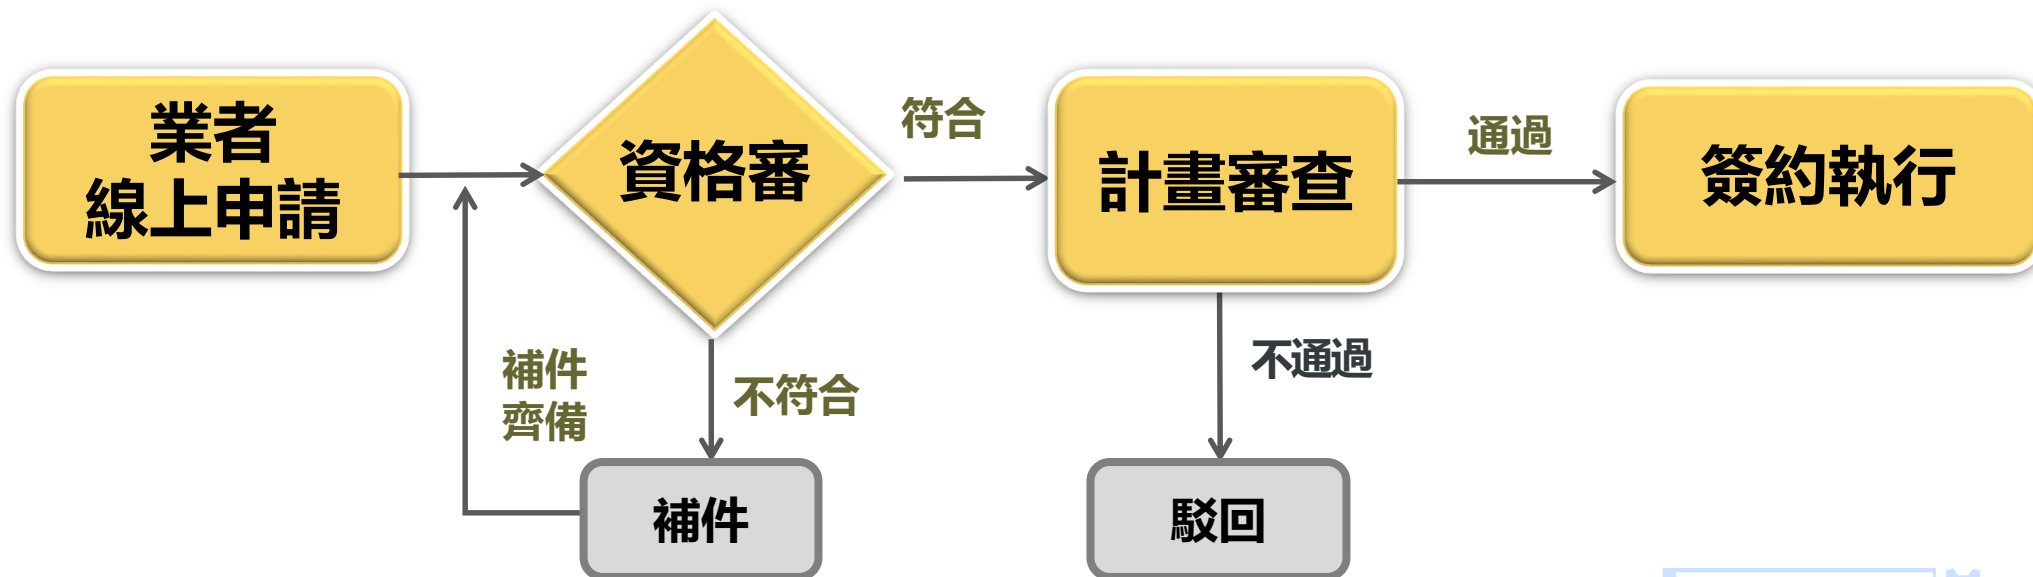 業者
線上申請
資格審
符合
計畫審查
通過
簽約執行
補件
齊備
不符合
不通過
補件
駁回